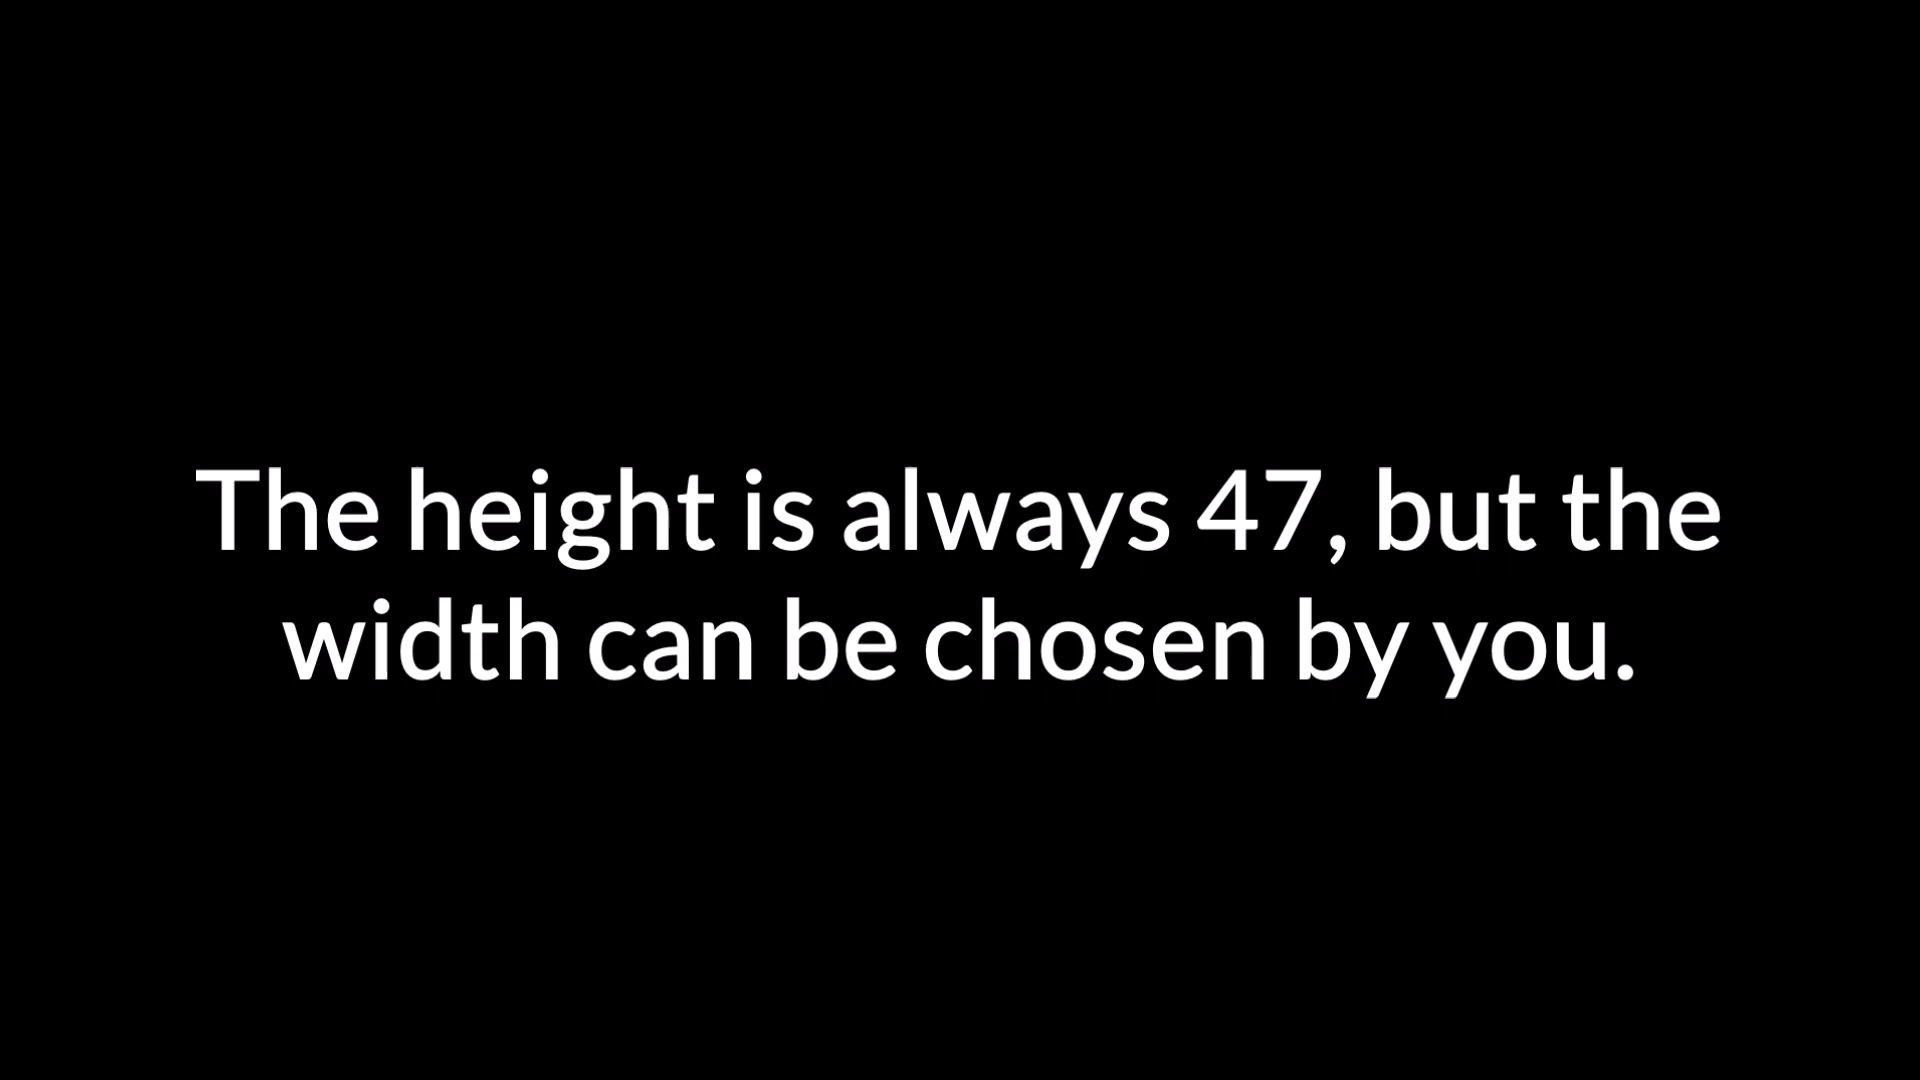 The height is always 47, but the
width can be chosen by you.